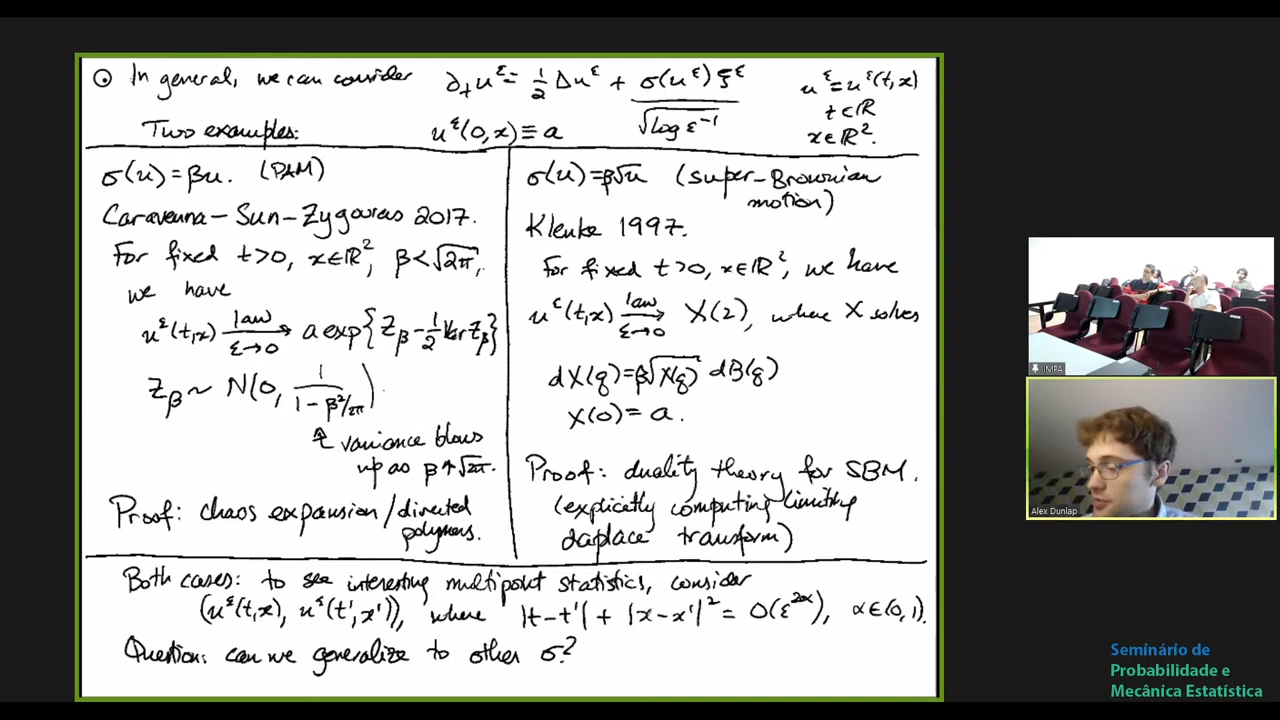 ⊙ In general, we can consider ∂ₜu^ε = ½Δu^ε + σ(u^ε)ξ^ε / √(log ε⁻¹) u^ε = u^ε(t,x)
t∈ℝ
Two examples: u^ε(0,x) ≡ a x∈ℝ².
σ(u) = βu. (PAM)
Caravenna – Sun – Zygouras 2017.
For fixed t>0, x∈ℝ², β<√2π,
we have
u^ε(t,x) law→ ε→0 a exp{Z_β − ½ Var Z_β}
Z_β ~ N(0, 1/(1−β²/2π))
↑ variance blows
up as β↑√2π.
Proof: chaos expansion/directed
polymers.
σ(u) = β√u (super-Brownian
motion)
Klenke 1997.
For fixed t>0, x∈ℝ², we have
u^ε(t,x) law→ ε→0 X(2), where X solves
dX(q) = β√X(q) dB(q)
X(0) = a.
Proof: duality theory for SBM.
(explicitly computing limiting
Laplace transform)
Both cases: to see interesting multipoint statistics, consider
(u^ε(t,x), u^ε(t',x')), where |t−t'| + |x−x'|² = O(ε^{2α}), α∈(0,1).
Question: can we generalize to other σ?
IMPA
Alex Dunlap
Seminário de
Probabilidade e
Mecânica Estatística